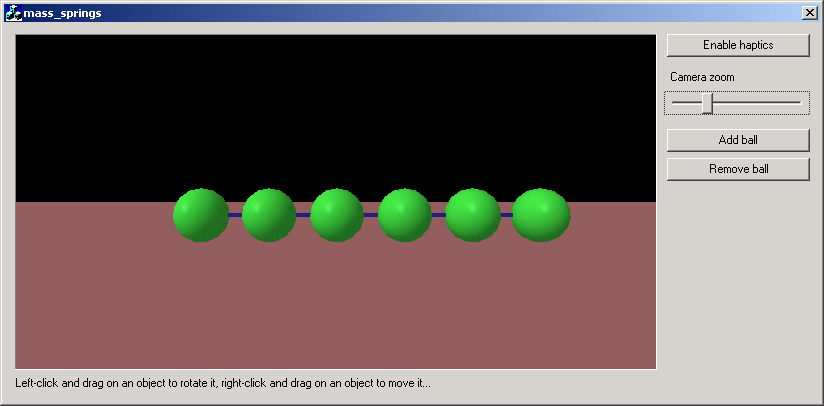 mass_springs
Enable haptics
Camera zoom
Add ball
Remove ball
Left-click and drag on an object to rotate it, right-click and drag on an object to move it...